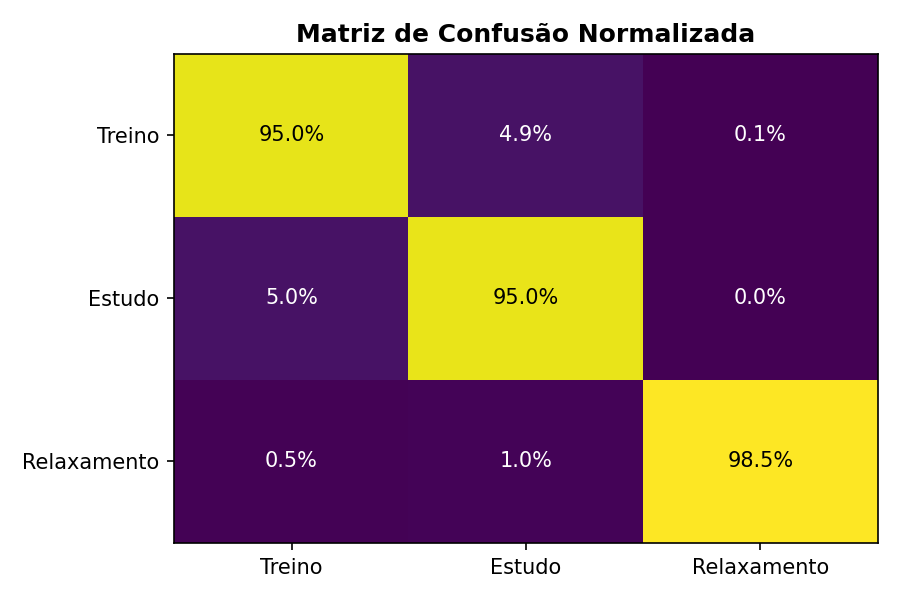 Matriz de Confusão Normalizada
Treino 95.0% 4.9% 0.1%
Estudo 5.0% 95.0% 0.0%
Relaxamento 0.5% 1.0% 98.5%
Treino Estudo Relaxamento